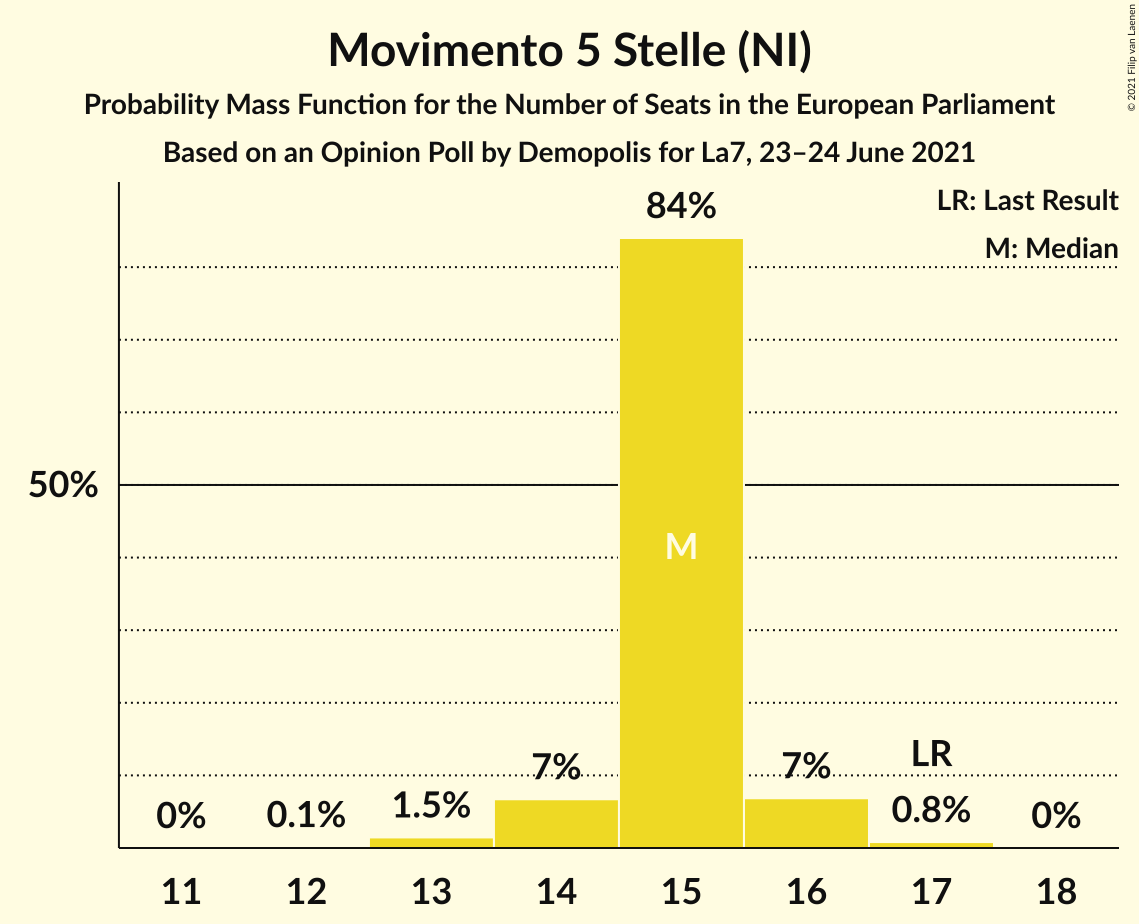 Movimento 5 Stelle (NI)
Probability Mass Function for the Number of Seats in the European Parliament
Based on an Opinion Poll by Demopolis for La7, 23–24 June 2021
© 2021 Filip van Laenen
LR: Last Result
M: Median
84%
50%
M
LR
7%
7%
0%
0.1%
1.5%
0.8%
0%
11 12 13 14 15 16 17 18